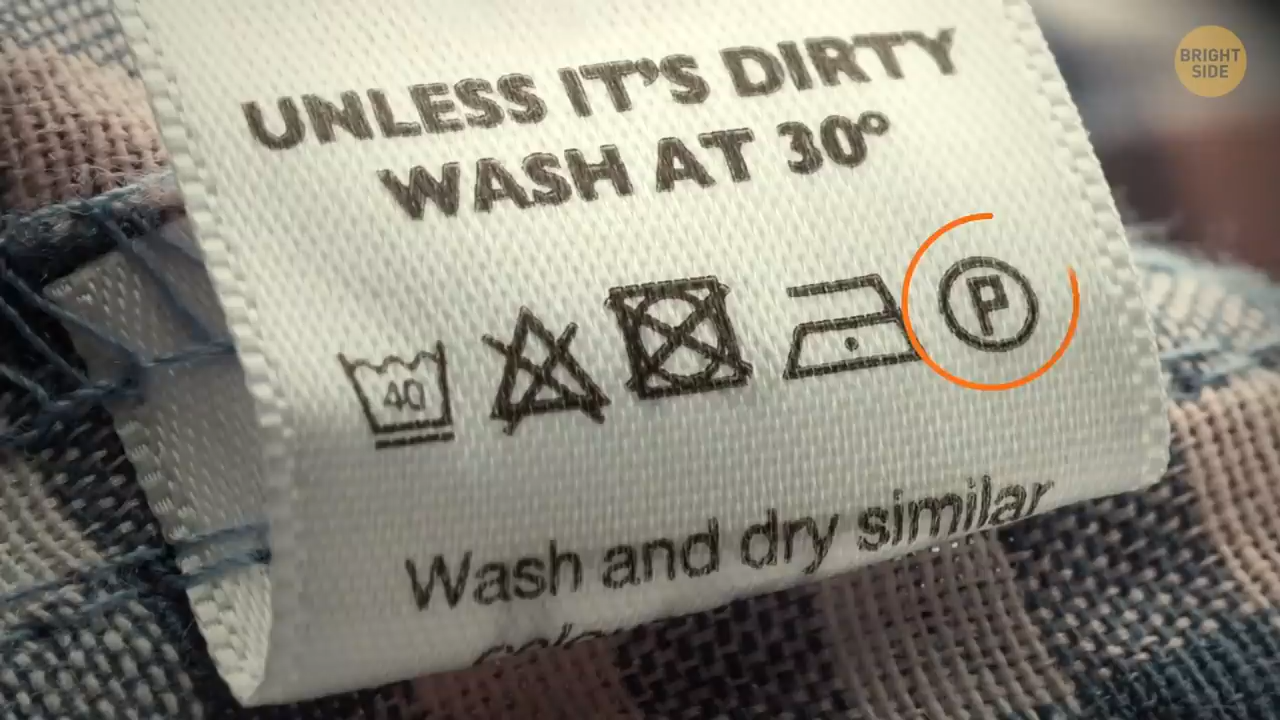 BRIGHT
SIDE
UNLESS IT'S DIRTY
WASH AT 30°
40
P
Wash and dry similar